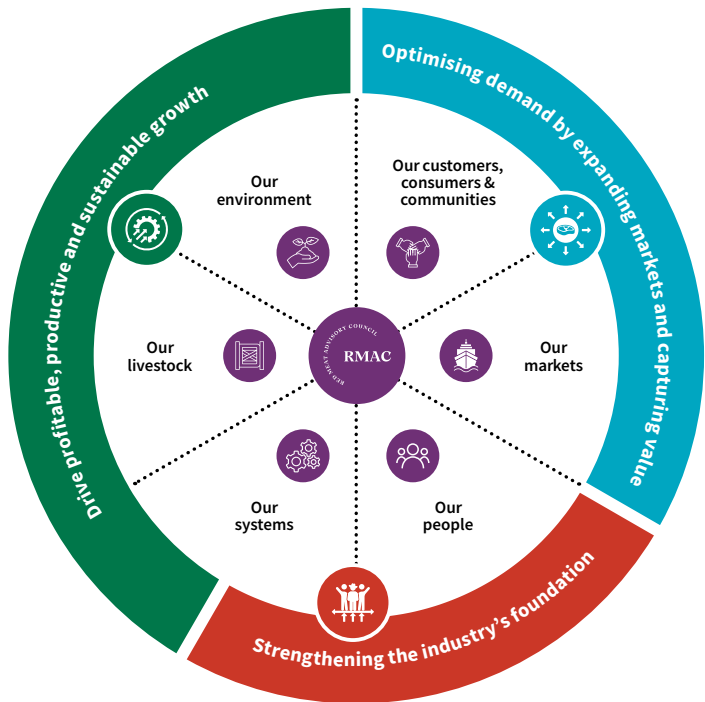 Drive profitable, productive and sustainable growth
Optimising demand by expanding markets and capturing value
Our
environment
Our customers,
consumers &
communities
Our
livestock
RED MEAT ADVISORY COUNCIL
RMAC
Our
markets
Our
systems
Our
people
Strengthening the industry’s foundation